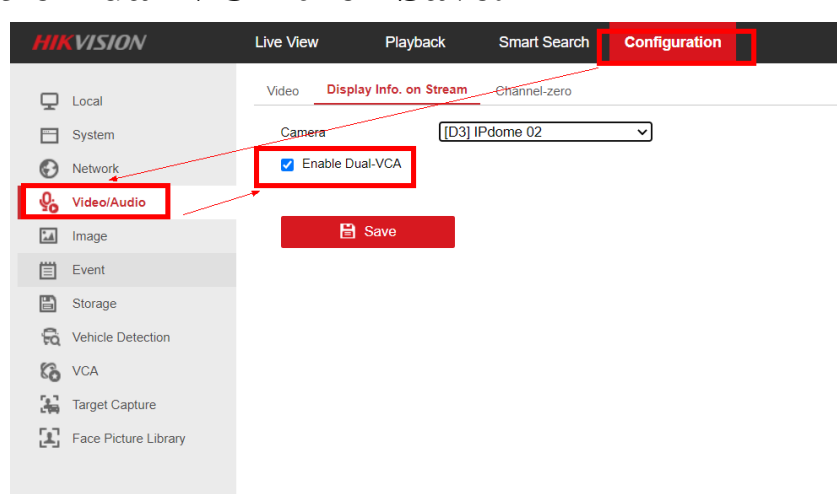 HIKVISION
Live View Playback Smart Search Configuration
Video Display Info. on Stream Channel-zero
Camera [D3] IPdome 02
Enable Dual-VCA
Save
Local
System
Network
Video/Audio
Image
Event
Storage
Vehicle Detection
VCA
Target Capture
Face Picture Library